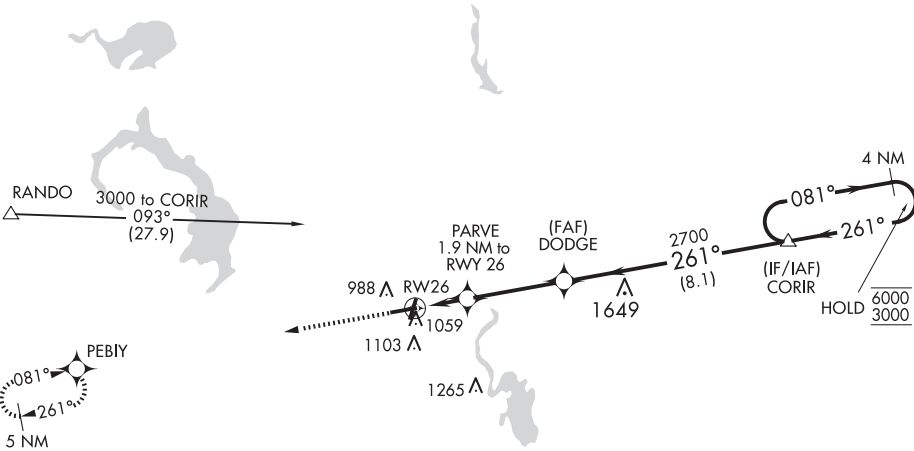 4 NM
RANDO
3000 to CORIR
093°
(27.9)
081°
261°
PARVE
1.9 NM to
RWY 26
(FAF)
DODGE
2700
261°
(8.1)
(IF/IAF)
CORIR
HOLD
6000
3000
988
RW26
1059
1103
1649
PEBIY
081°
261°
5 NM
1265